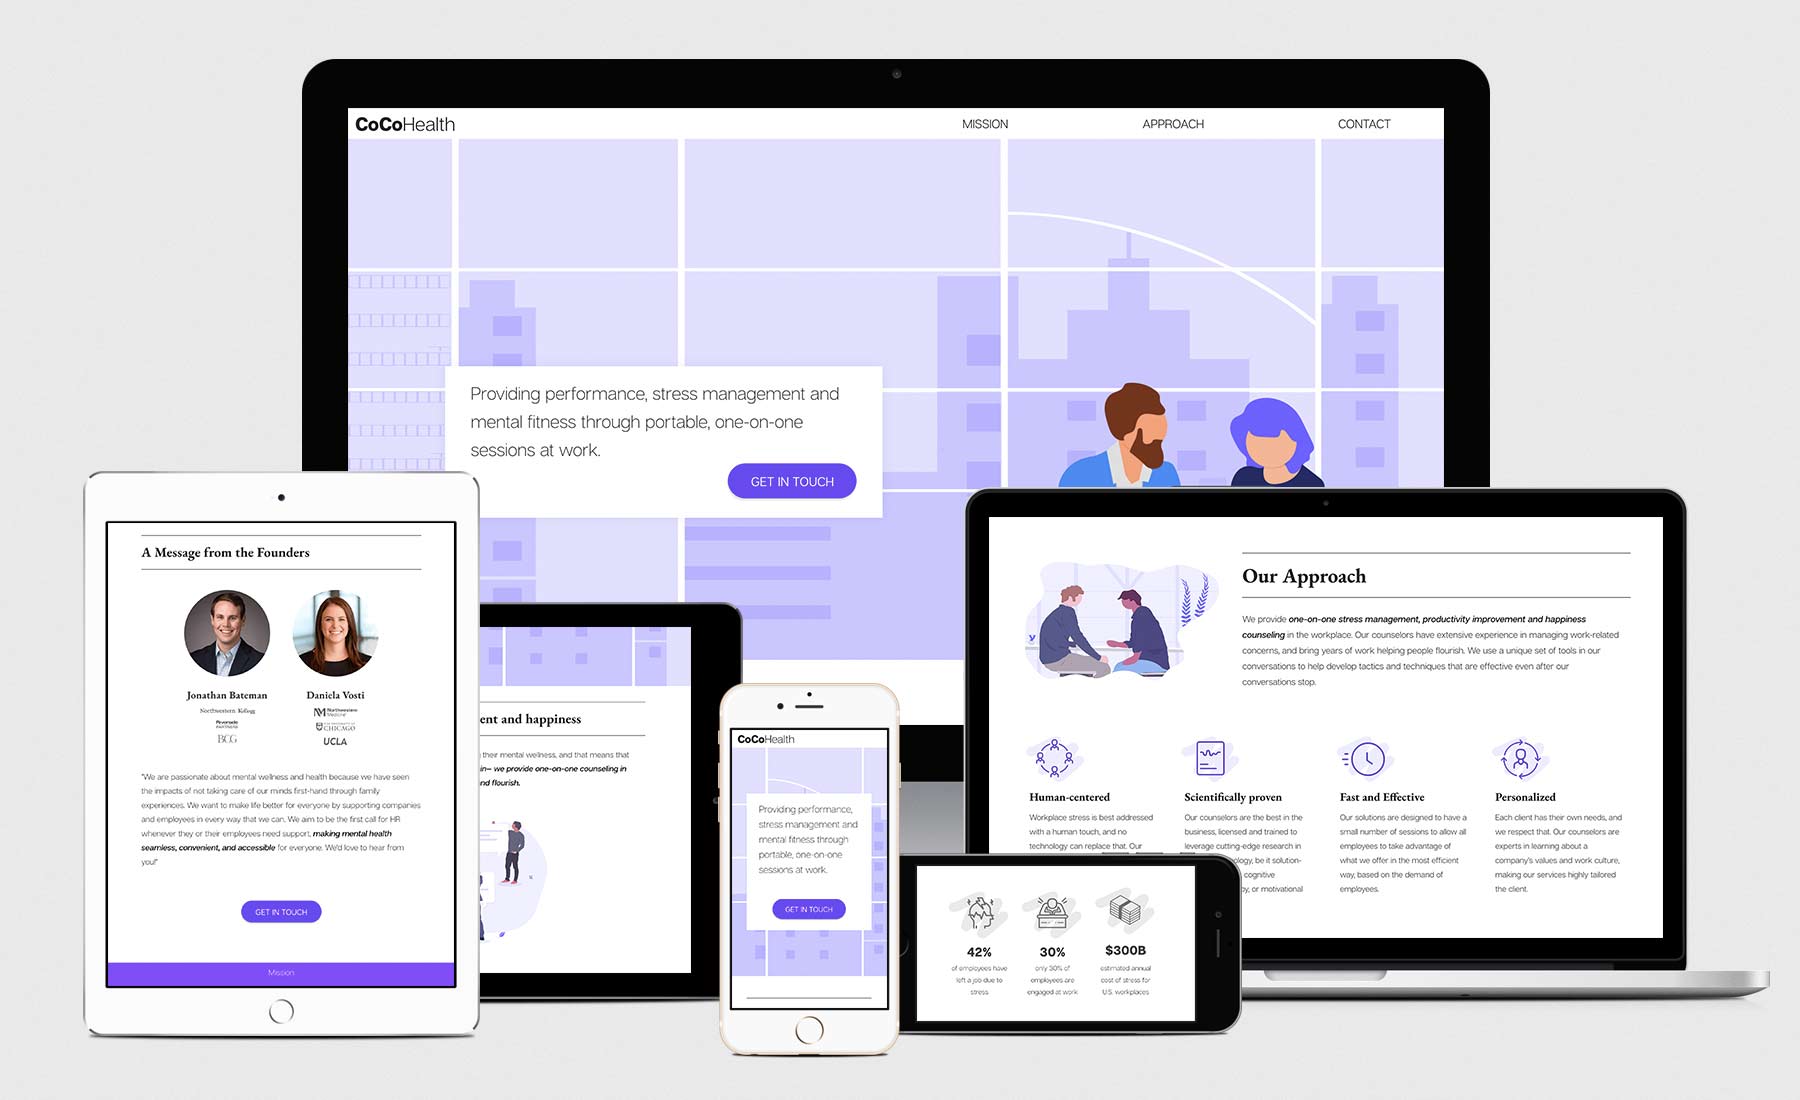 CoCoHealth
MISSION
APPROACH
CONTACT
Providing performance, stress management and
mental fitness through portable, one-on-one
sessions at work.
GET IN TOUCH
A Message from the Founders
Jonathan Bateman
Daniela Vosti
Northwestern Kellogg
Northwestern
Medicine
Riverside
PARTNERS
THE UNIVERSITY OF
CHICAGO
BCG
UCLA
"We are passionate about mental wellness and health because we have seen
the impacts of not taking care of our minds first-hand through family
experiences. We want to make life better for everyone by supporting companies
and employees in every way that we can. We aim to be the first call for HR
whenever they or their employees need support, making mental health
seamless, convenient, and accessible for everyone. We'd love to hear from
you!"
GET IN TOUCH
Mission
ent and happiness
their mental wellness, and that means that
in— we provide one-on-one counseling in
nd flourish.
CoCoHealth
Providing performance,
stress management and
mental fitness through
portable, one-on-one
sessions at work.
GET IN TOUCH
42%
of employees have
left a job due to
stress
30%
only 30% of
employees are
engaged at work
$300B
estimated annual
cost of stress for
U.S. workplaces
Our Approach
We provide one-on-one stress management, productivity improvement and happiness
counseling in the workplace. Our counselors have extensive experience in managing work-related
concerns, and bring years of work helping people flourish. We use a unique set of tools in our
conversations to help develop tactics and techniques that are effective even after our
conversations stop.
Human-centered
Workplace stress is best addressed
with a human touch, and no
technology can replace that. Our
Scientifically proven
Our counselors are the best in the
business, licensed and trained to
leverage cutting-edge research in
ology, be it solution-
cognitive
by, or motivational
Fast and Effective
Our solutions are designed to have a
small number of sessions to allow all
employees to take advantage of
what we offer in the most efficient
way, based on the demand of
employees.
Personalized
Each client has their own needs, and
we respect that. Our counselors are
experts in learning about a
company's values and work culture,
making our services highly tailored
the client.